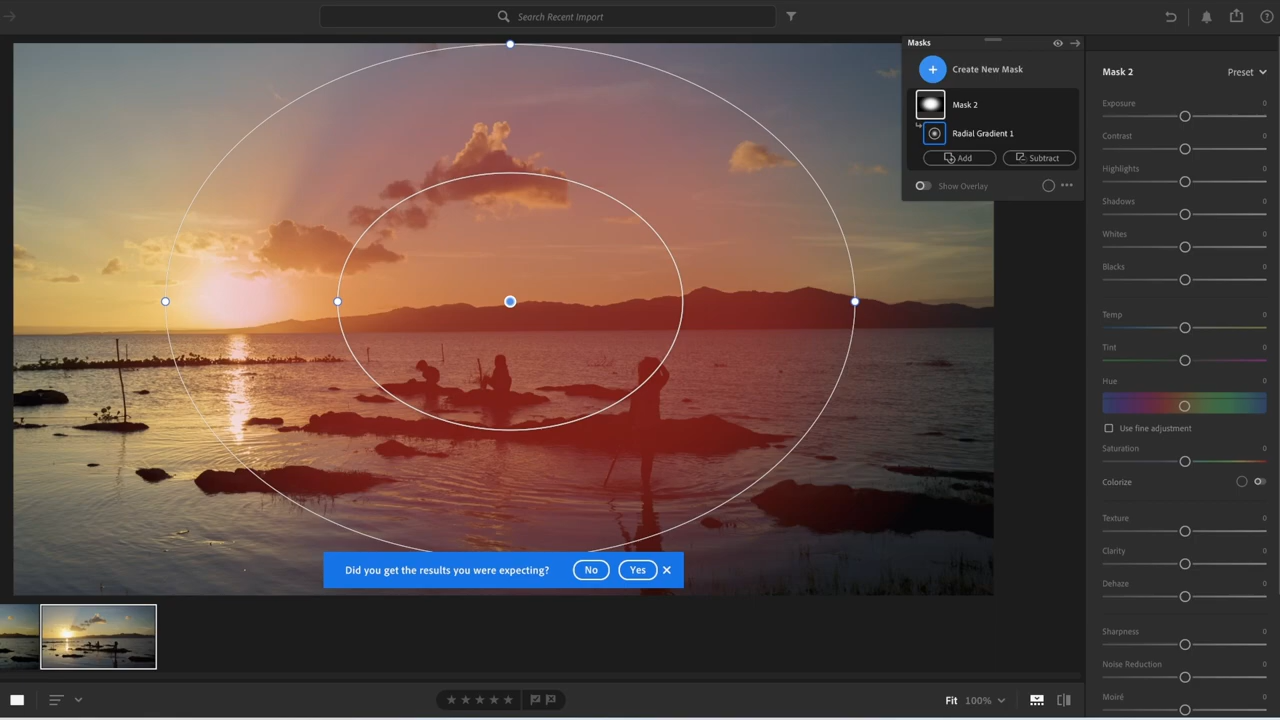 Search Recent Import
Masks
Create New Mask
Mask 2
Radial Gradient 1
Add
Subtract
Show Overlay
Mask 2
Preset
Exposure 0
Contrast 0
Highlights 0
Shadows 0
Whites 0
Blacks 0
Temp 0
Tint 0
Hue 0
Use fine adjustment
Saturation 0
Colorize
Texture 0
Clarity 0
Dehaze 0
Sharpness 0
Noise Reduction 0
Moiré 0
Did you get the results you were expecting? No Yes
Fit 100%